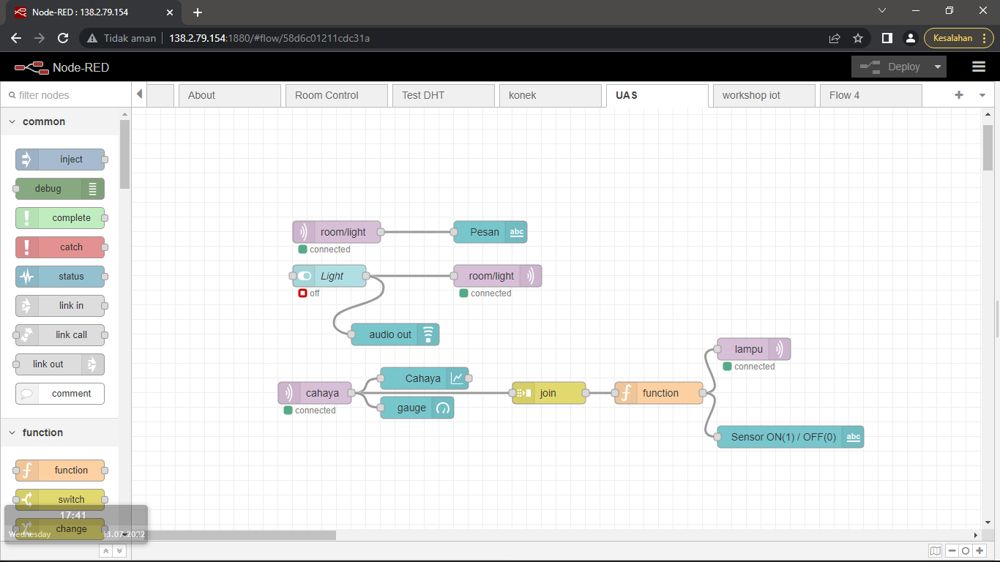 Node-RED : 138.2.79.154
Tidak aman
138.2.79.154:1880/#flow/58d6c01211cdc31a
Kesalahan
Node-RED
Deploy
filter nodes
About
Room Control
Test DHT
konek
UAS
workshop iot
Flow 4
common
inject
debug
complete
catch
status
link in
link call
link out
comment
function
function
switch
change
17:41
Wednesday
13.07.2022
room/light
connected
Pesan
abc
Light
off
room/light
connected
audio out
cahaya
connected
Cahaya
gauge
join
function
lampu
connected
Sensor ON(1) / OFF(0)
abc